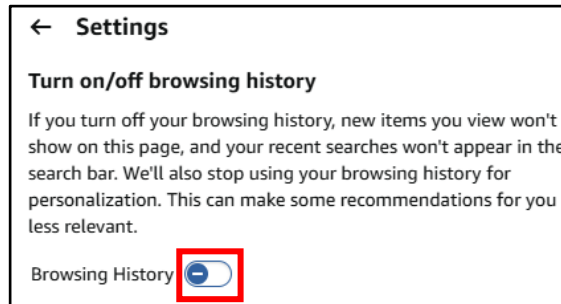 ← Settings
Turn on/off browsing history
If you turn off your browsing history, new items you view won't
show on this page, and your recent searches won't appear in the
search bar. We'll also stop using your browsing history for
personalization. This can make some recommendations for you
less relevant.
Browsing History